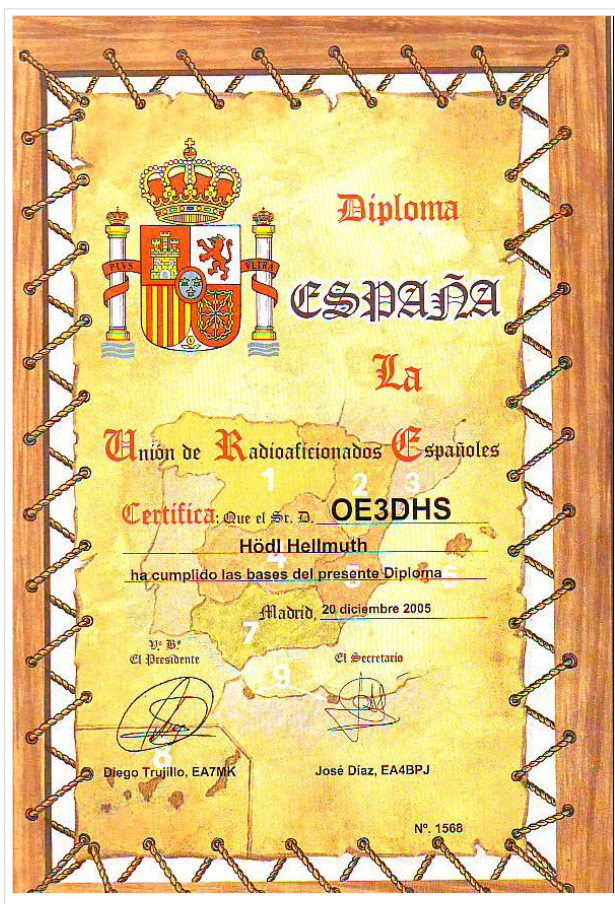 Diploma
ESPAÑA
PLVS VLTRA
La
Unión de Radioaficionados Españoles
1 2 3
Certifica: Que el Sr. D. OE3DHS
Hödl Hellmuth
4
ha cumplido las bases del presente Diploma
5 6
Madrid, 20 diciembre 2005
7
Vº Bº
El Presidente El Secretario
9
8
Diego Trujillo, EA7MK José Díaz, EA4BPJ
Nº. 1568